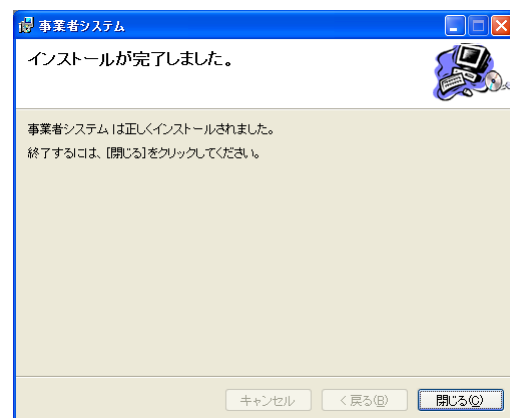 事業者システム
インストールが完了しました。
事業者システム は正しくインストールされました。
終了するには、[閉じる]をクリックしてください。
キャンセル
< 戻る(B)
閉じる(C)